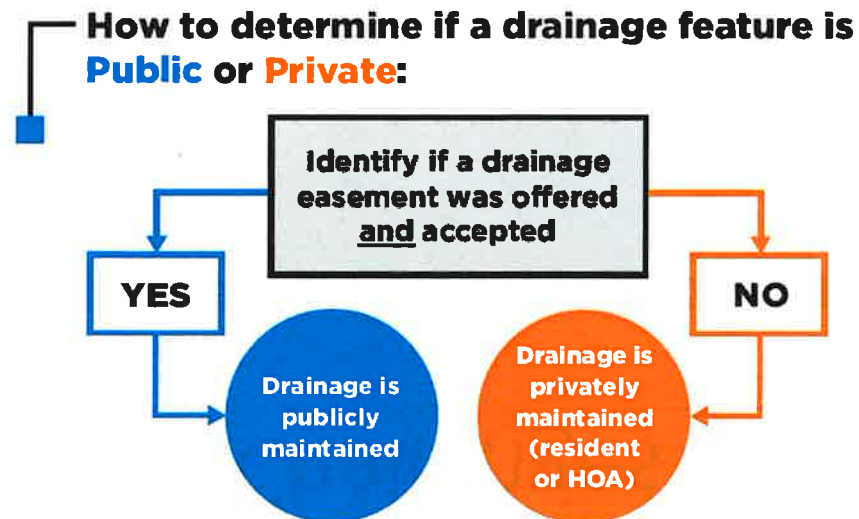 How to determine if a drainage feature is
Public or Private:
Identify if a drainage
easement was offered
and accepted
YES
NO
Drainage is
publicly
maintained
Drainage is
privately
maintained
(resident
or HOA)